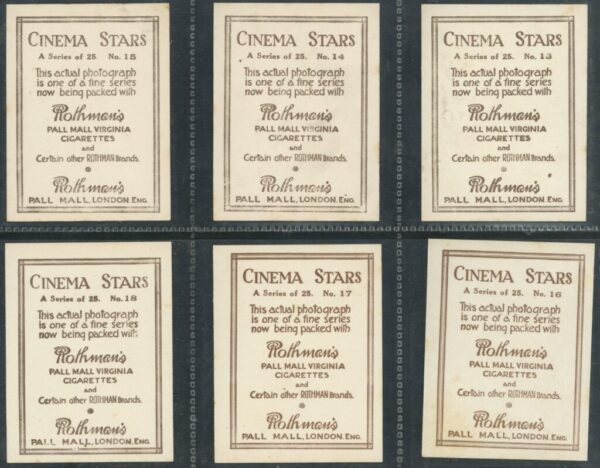 CINEMA STARS
A Series of 25. No. 15
This actual photograph
is one of a fine series
now being packed with
Rothman's
PALL MALL VIRGINIA
CIGARETTES
and
Certain other ROTHMAN Brands.
Rothman's
PALL MALL, LONDON, ENG.
CINEMA STARS
A Series of 25. No. 14
This actual photograph
is one of a fine series
now being packed with
Rothman's
PALL MALL VIRGINIA
CIGARETTES
and
Certain other ROTHMAN Brands.
Rothman's
PALL MALL, LONDON, ENG.
CINEMA STARS
A Series of 25. No. 13
This actual photograph
is one of a fine series
now being packed with
Rothman's
PALL MALL VIRGINIA
CIGARETTES
and
Certain other ROTHMAN Brands.
Rothman's
PALL MALL, LONDON, ENG.
CINEMA STARS
A Series of 25. No. 18
This actual photograph
is one of a fine series
now being packed with
Rothman's
PALL MALL VIRGINIA
CIGARETTES
and
Certain other ROTHMAN Brands.
Rothman's
PALL MALL, LONDON, ENG.
CINEMA STARS
A Series of 25. No. 17
This actual photograph
is one of a fine series
now being packed with
Rothman's
PALL MALL VIRGINIA
CIGARETTES
and
Certain other ROTHMAN Brands.
Rothman's
PALL MALL, LONDON, ENG.
CINEMA STARS
A Series of 25. No. 16
This actual photograph
is one of a fine series
now being packed with
Rothman's
PALL MALL VIRGINIA
CIGARETTES
and
Certain other ROTHMAN Brands.
Rothman's
PALL MALL, LONDON, ENG.